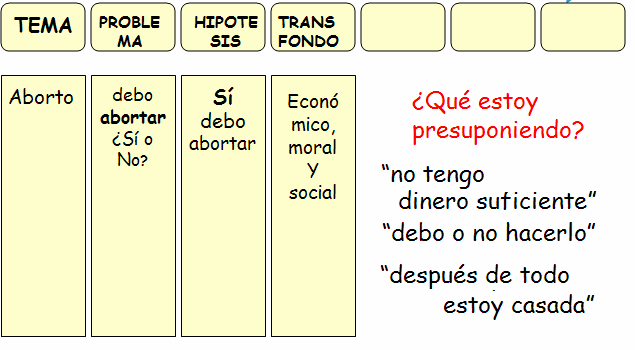 TEMA
PROBLE
MA
HIPOTE
SIS
TRANS
FONDO
Aborto
debo
abortar
¿Sí o
No?
Sí
debo
abortar
Econó
mico,
moral
Y
social
¿Qué estoy
presuponiendo?
“no tengo
dinero suficiente”
“debo o no hacerlo”
“después de todo
estoy casada”